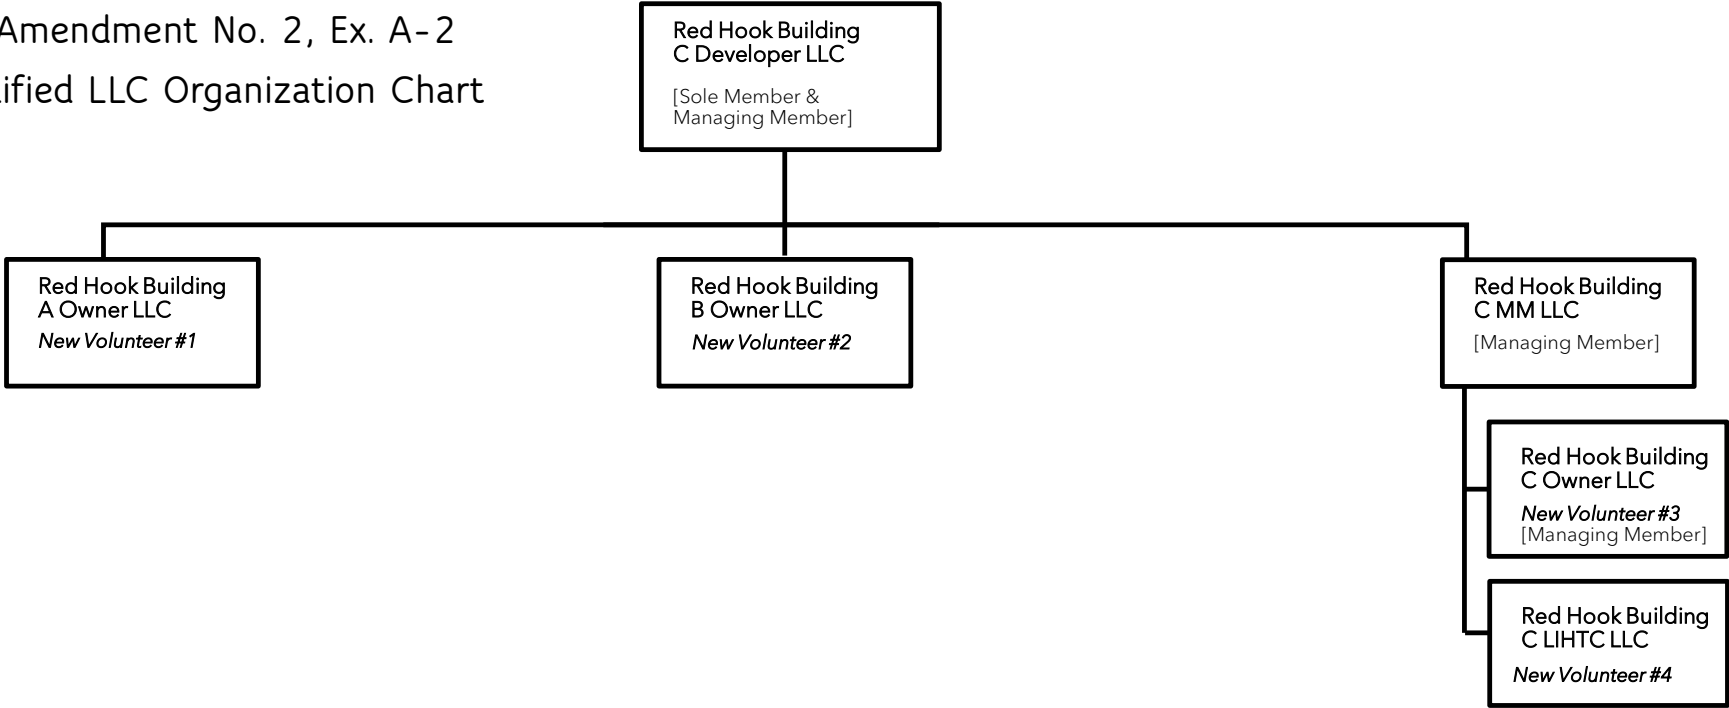 Amendment No. 2, Ex. A-2
ified LLC Organization Chart
Red Hook Building
C Developer LLC
[Sole Member &
Managing Member]
Red Hook Building
A Owner LLC
New Volunteer #1
Red Hook Building
B Owner LLC
New Volunteer #2
Red Hook Building
C MM LLC
[Managing Member]
Red Hook Building
C Owner LLC
New Volunteer #3
[Managing Member]
Red Hook Building
C LIHTC LLC
New Volunteer #4